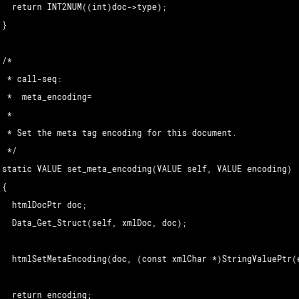 return INT2NUM((int)doc->type);
}
/*
* call-seq:
*  meta_encoding=
*
* Set the meta tag encoding for this document.
*/
static VALUE set_meta_encoding(VALUE self, VALUE encoding)
{
htmlDocPtr doc;
Data_Get_Struct(self, xmlDoc, doc);
htmlSetMetaEncoding(doc, (const xmlChar *)StringValuePtr(
return encoding;